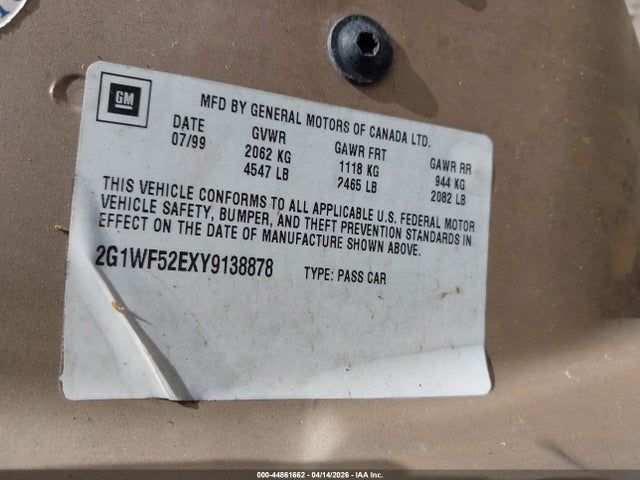 GM
MFD BY GENERAL MOTORS OF CANADA LTD.
DATE GVWR GAWR FRT GAWR RR
07/99 2062 KG 1118 KG 944 KG
4547 LB 2465 LB 2082 LB
THIS VEHICLE CONFORMS TO ALL APPLICABLE U.S. FEDERAL MOTOR
VEHICLE SAFETY, BUMPER, AND THEFT PREVENTION STANDARDS IN
EFFECT ON THE DATE OF MANUFACTURE SHOWN ABOVE.
2G1WF52EXY9138878 TYPE: PASS CAR
000-44861662 04/14/2026 IAA Inc.